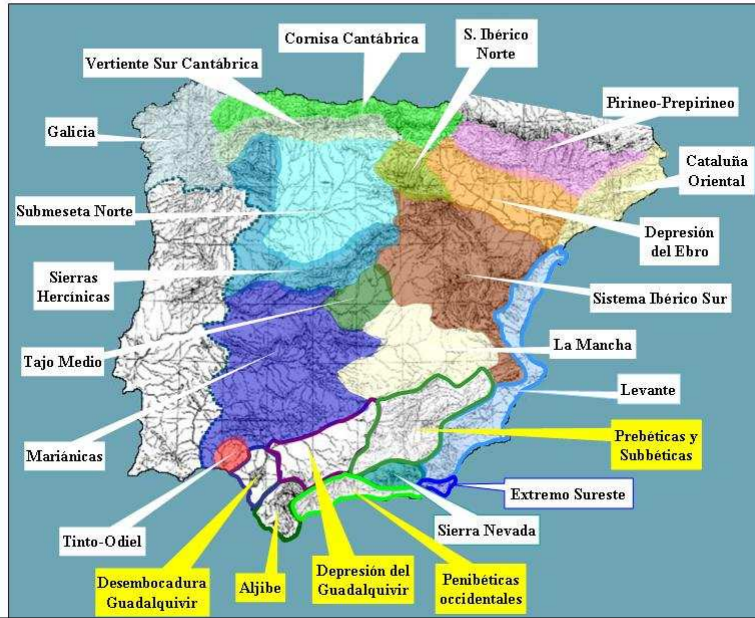 Cornisa Cantábrica
S. Ibérico
Norte
Vertiente Sur Cantábrica
Pirineo-Prepirineo
Galicia
Cataluña
Oriental
Submeseta Norte
Depresión
del Ebro
Sierras
Hercínicas
Sistema Ibérico Sur
La Mancha
Tajo Medio
Levante
Prebéticas y
Subbéticas
Mariánicas
Extremo Sureste
Sierra Nevada
Tinto-Odiel
Desembocadura
Guadalquivir
Aljibe
Depresión del
Guadalquivir
Penibéticas
occidentales